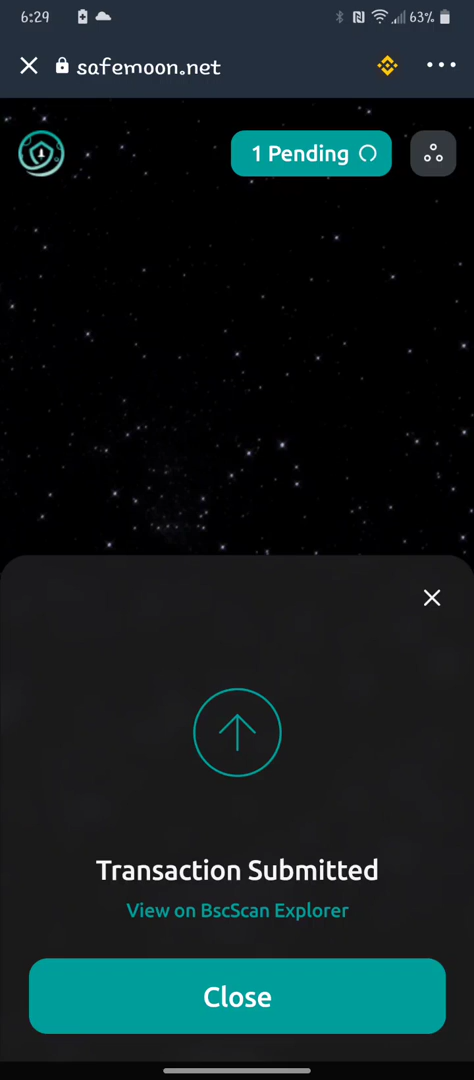 6:29
63%
safemoon.net
1 Pending
Transaction Submitted
View on BscScan Explorer
Close